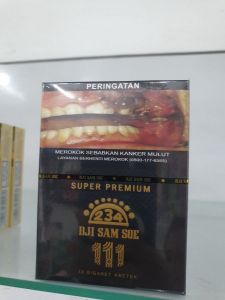 PERINGATAN
MEROKOK SEBABKAN KANKER MULUT
LAYANAN BERHENTI MEROKOK (0800-177-6565)
SUPER PREMIUM
234
DJI SAM SOE
111
12 SIGARET KRETEK